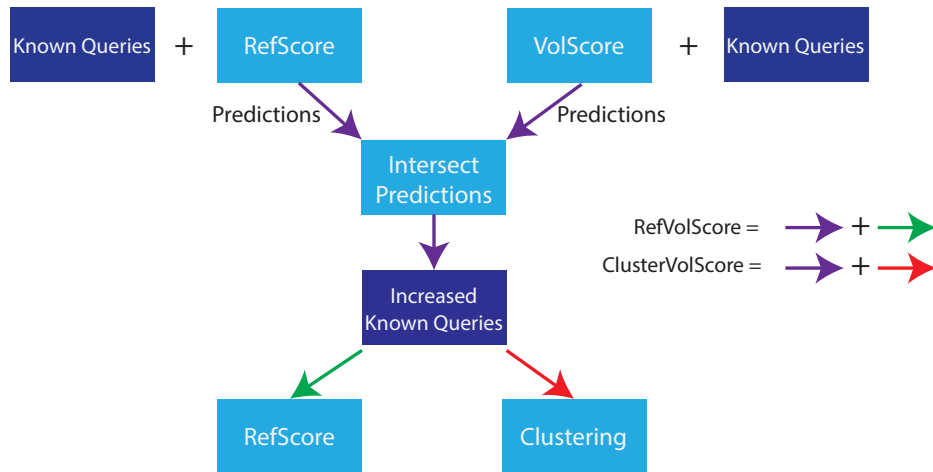 Known Queries + RefScore VolScore + Known Queries
Predictions Predictions
Intersect
Predictions
RefVolScore = +
ClusterVolScore = +
Increased
Known Queries
RefScore Clustering